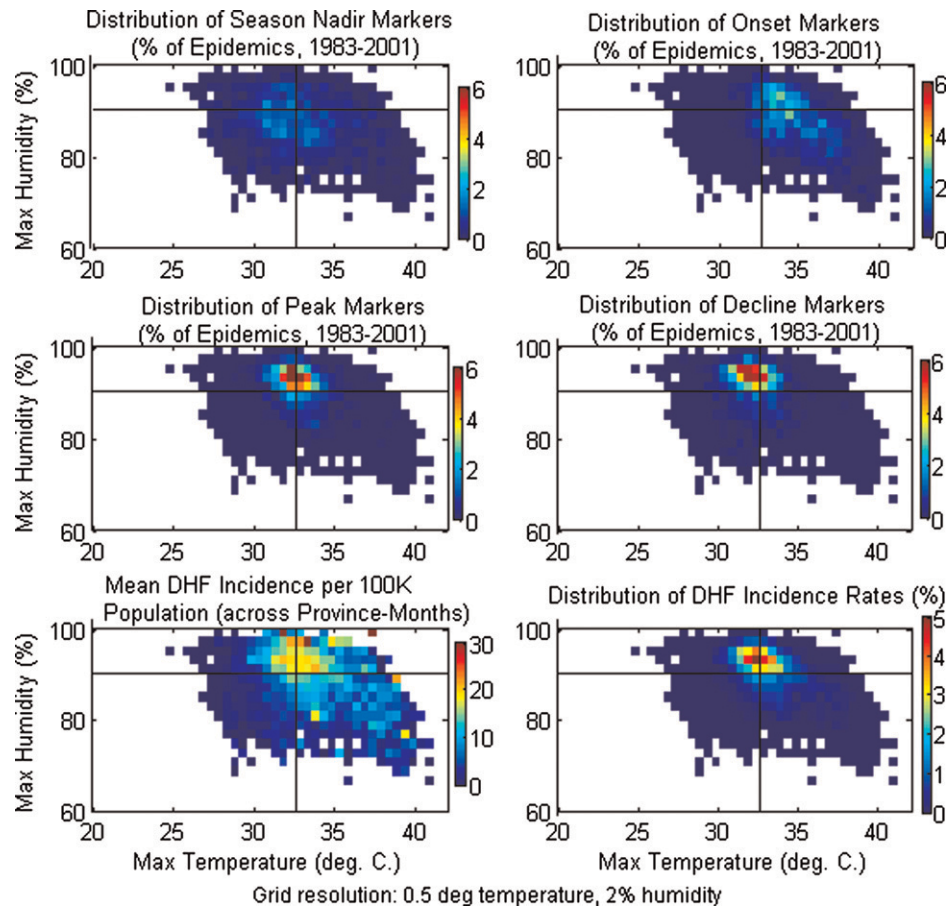 Distribution of Season Nadir Markers
(% of Epidemics, 1983-2001)
Distribution of Onset Markers
(% of Epidemics, 1983-2001)
Max Humidity (%)
100
80
60
20 25 30 35 40
6
4
2
0
100
80
60
20 25 30 35 40
6
4
2
0
Distribution of Peak Markers
(% of Epidemics, 1983-2001)
Distribution of Decline Markers
(% of Epidemics, 1983-2001)
Max Humidity (%)
100
80
60
20 25 30 35 40
6
4
2
0
100
80
60
20 25 30 35 40
6
4
2
0
Mean DHF Incidence per 100K
Population (across Province-Months)
Distribution of DHF Incidence Rates (%)
Max Humidity (%)
100
80
60
20 25 30 35 40
Max Temperature (deg. C.)
30
20
10
0
100
80
60
20 25 30 35 40
Max Temperature (deg. C.)
5
4
3
2
1
0
Grid resolution: 0.5 deg temperature, 2% humidity